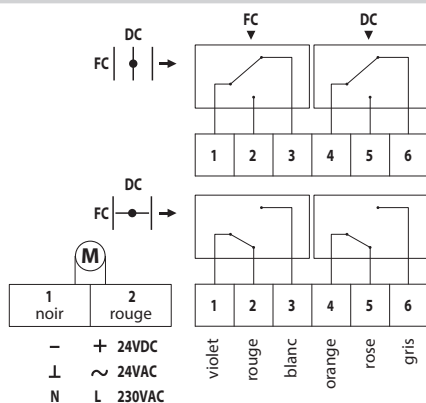 FC ▼ DC ▼
DC
FC
1 2 3 4 5 6
DC
FC
M
1 2 3 4 5 6
1 noir 2 rouge
violet rouge blanc orange rose gris
– + 24VDC
⊥ ~ 24VAC
N L 230VAC